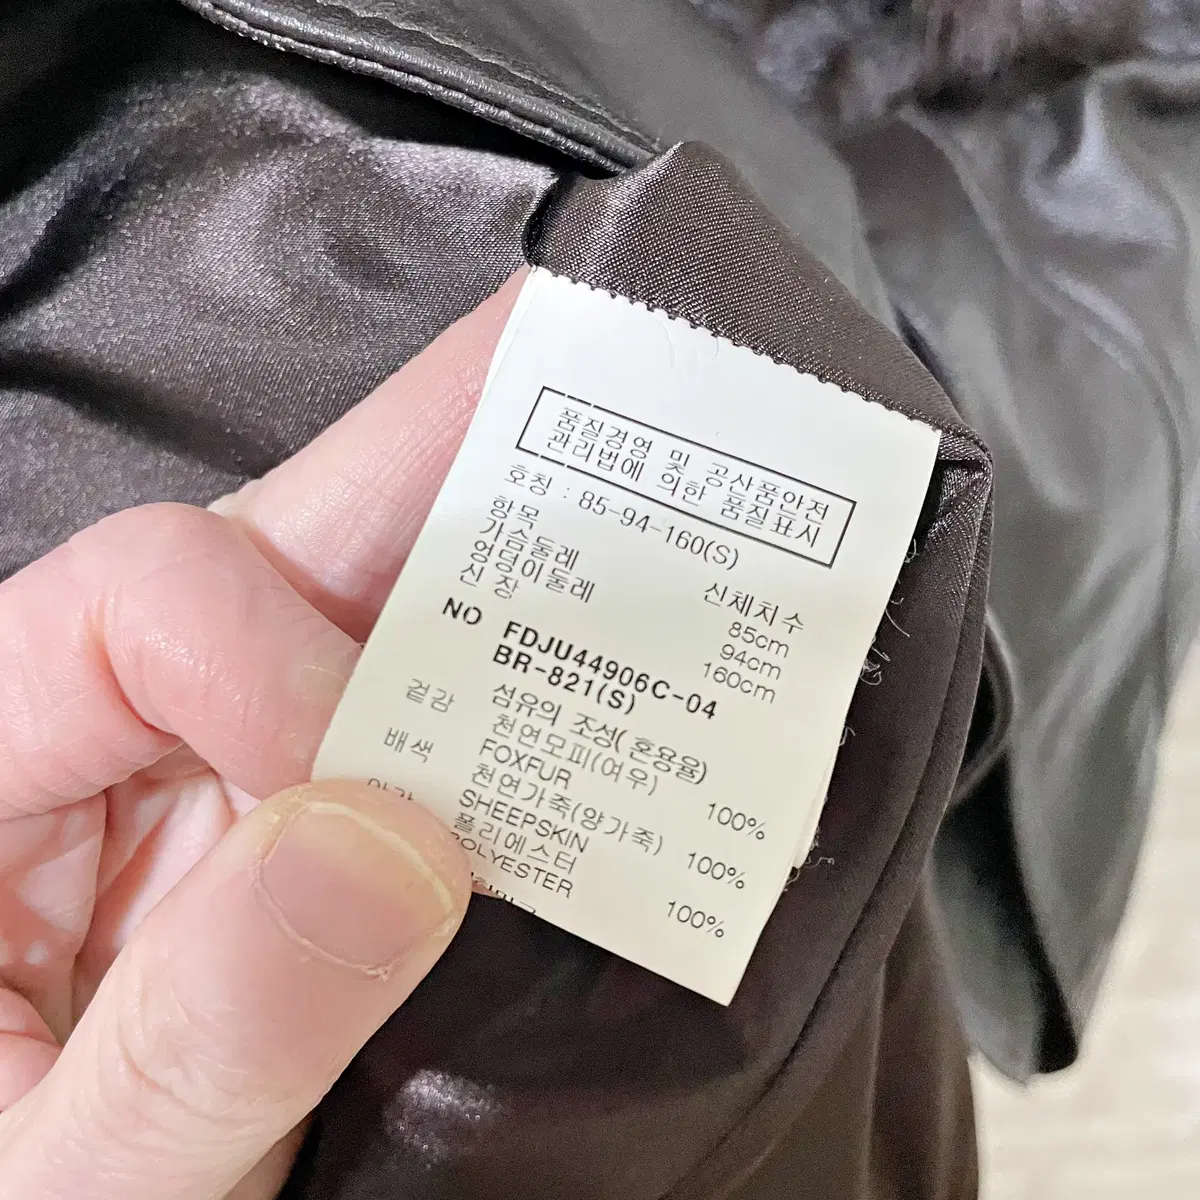 품질경영 및 공산품안전
관리법에 의한 품질표시
호칭 : 85-94-160(S)
항목 신체치수
가슴둘레 85cm
엉덩이둘레 94cm
신장 160cm
NO FDJU44906C-04
BR-821(S)
섬유의 조성( 혼용율)
겉감 천연모피(여우) 100%
FOXFUR
배색 천연가죽(양가죽) 100%
SHEEPSKIN
폴리에스터 100%
POLYESTER